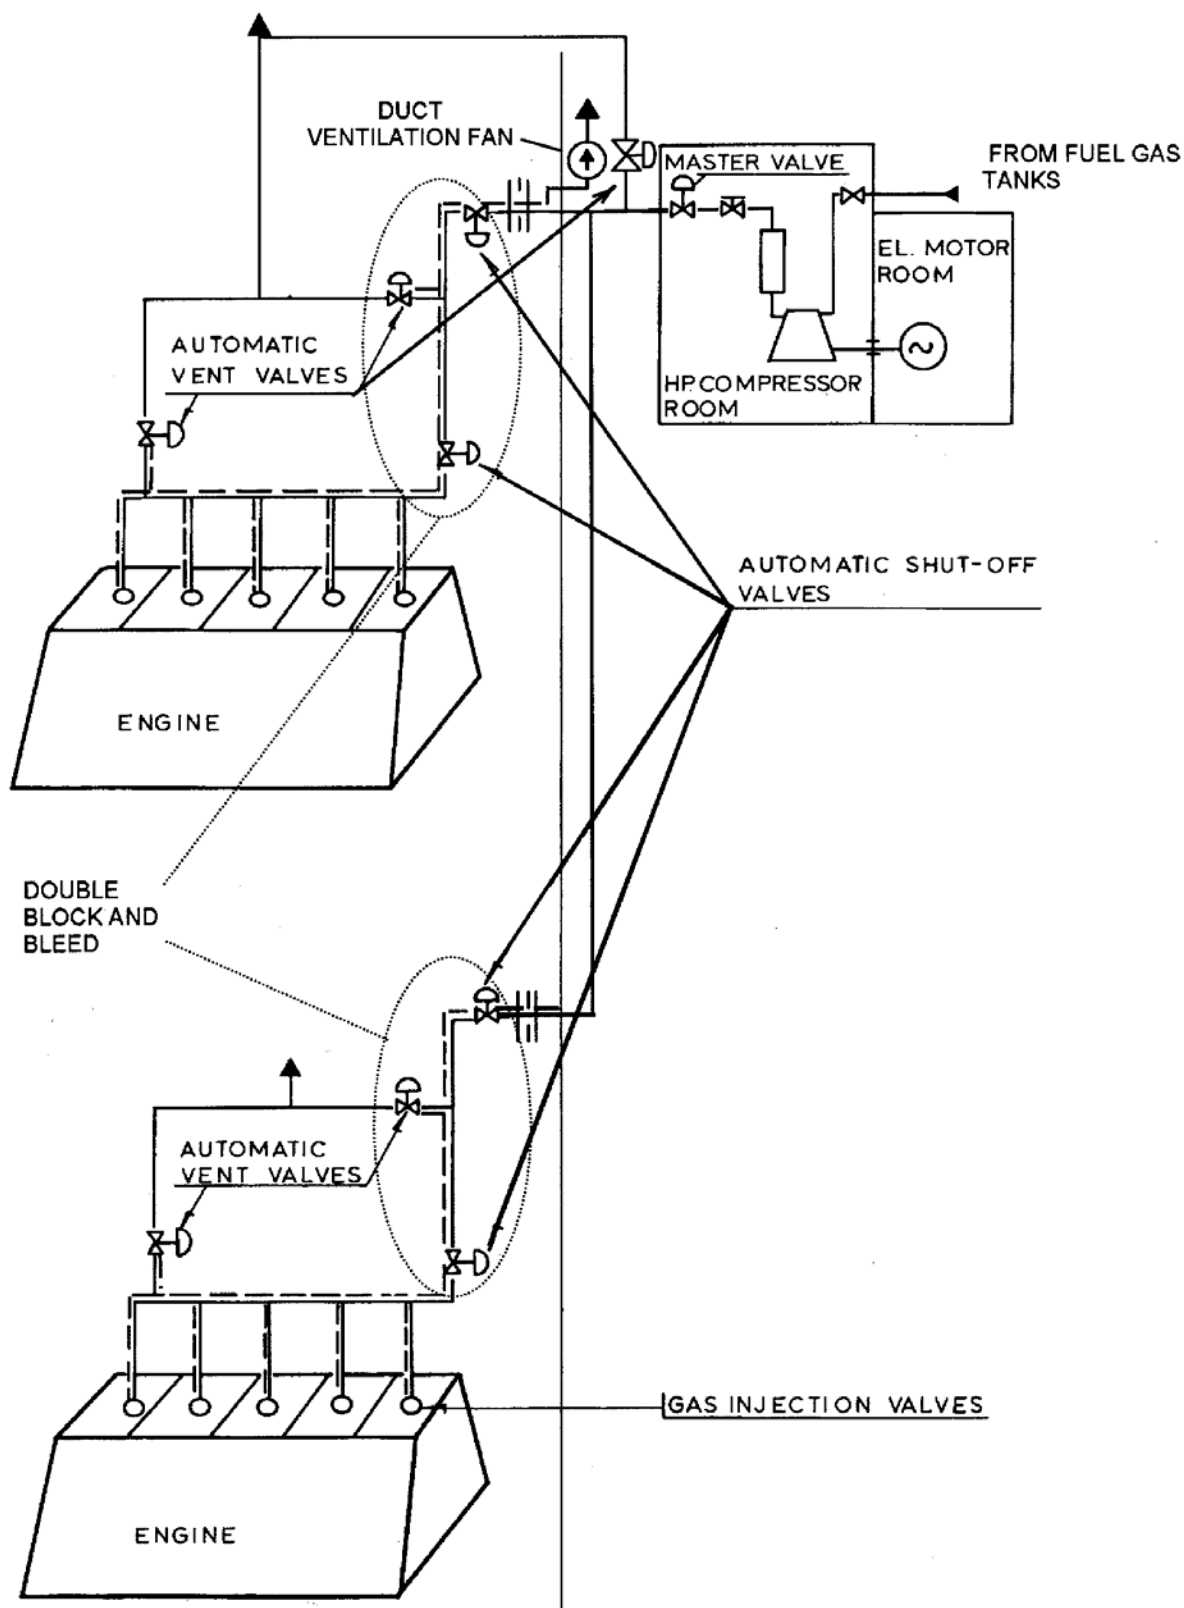 DUCT
VENTILATION FAN
MASTER VALVE
FROM FUEL GAS
TANKS
EL. MOTOR
ROOM
AUTOMATIC
VENT VALVES
HP. COMPRESSOR
ROOM
~
AUTOMATIC SHUT-OFF
VALVES
ENGINE
DOUBLE
BLOCK AND
BLEED
AUTOMATIC
VENT VALVES
GAS INJECTION VALVES
ENGINE